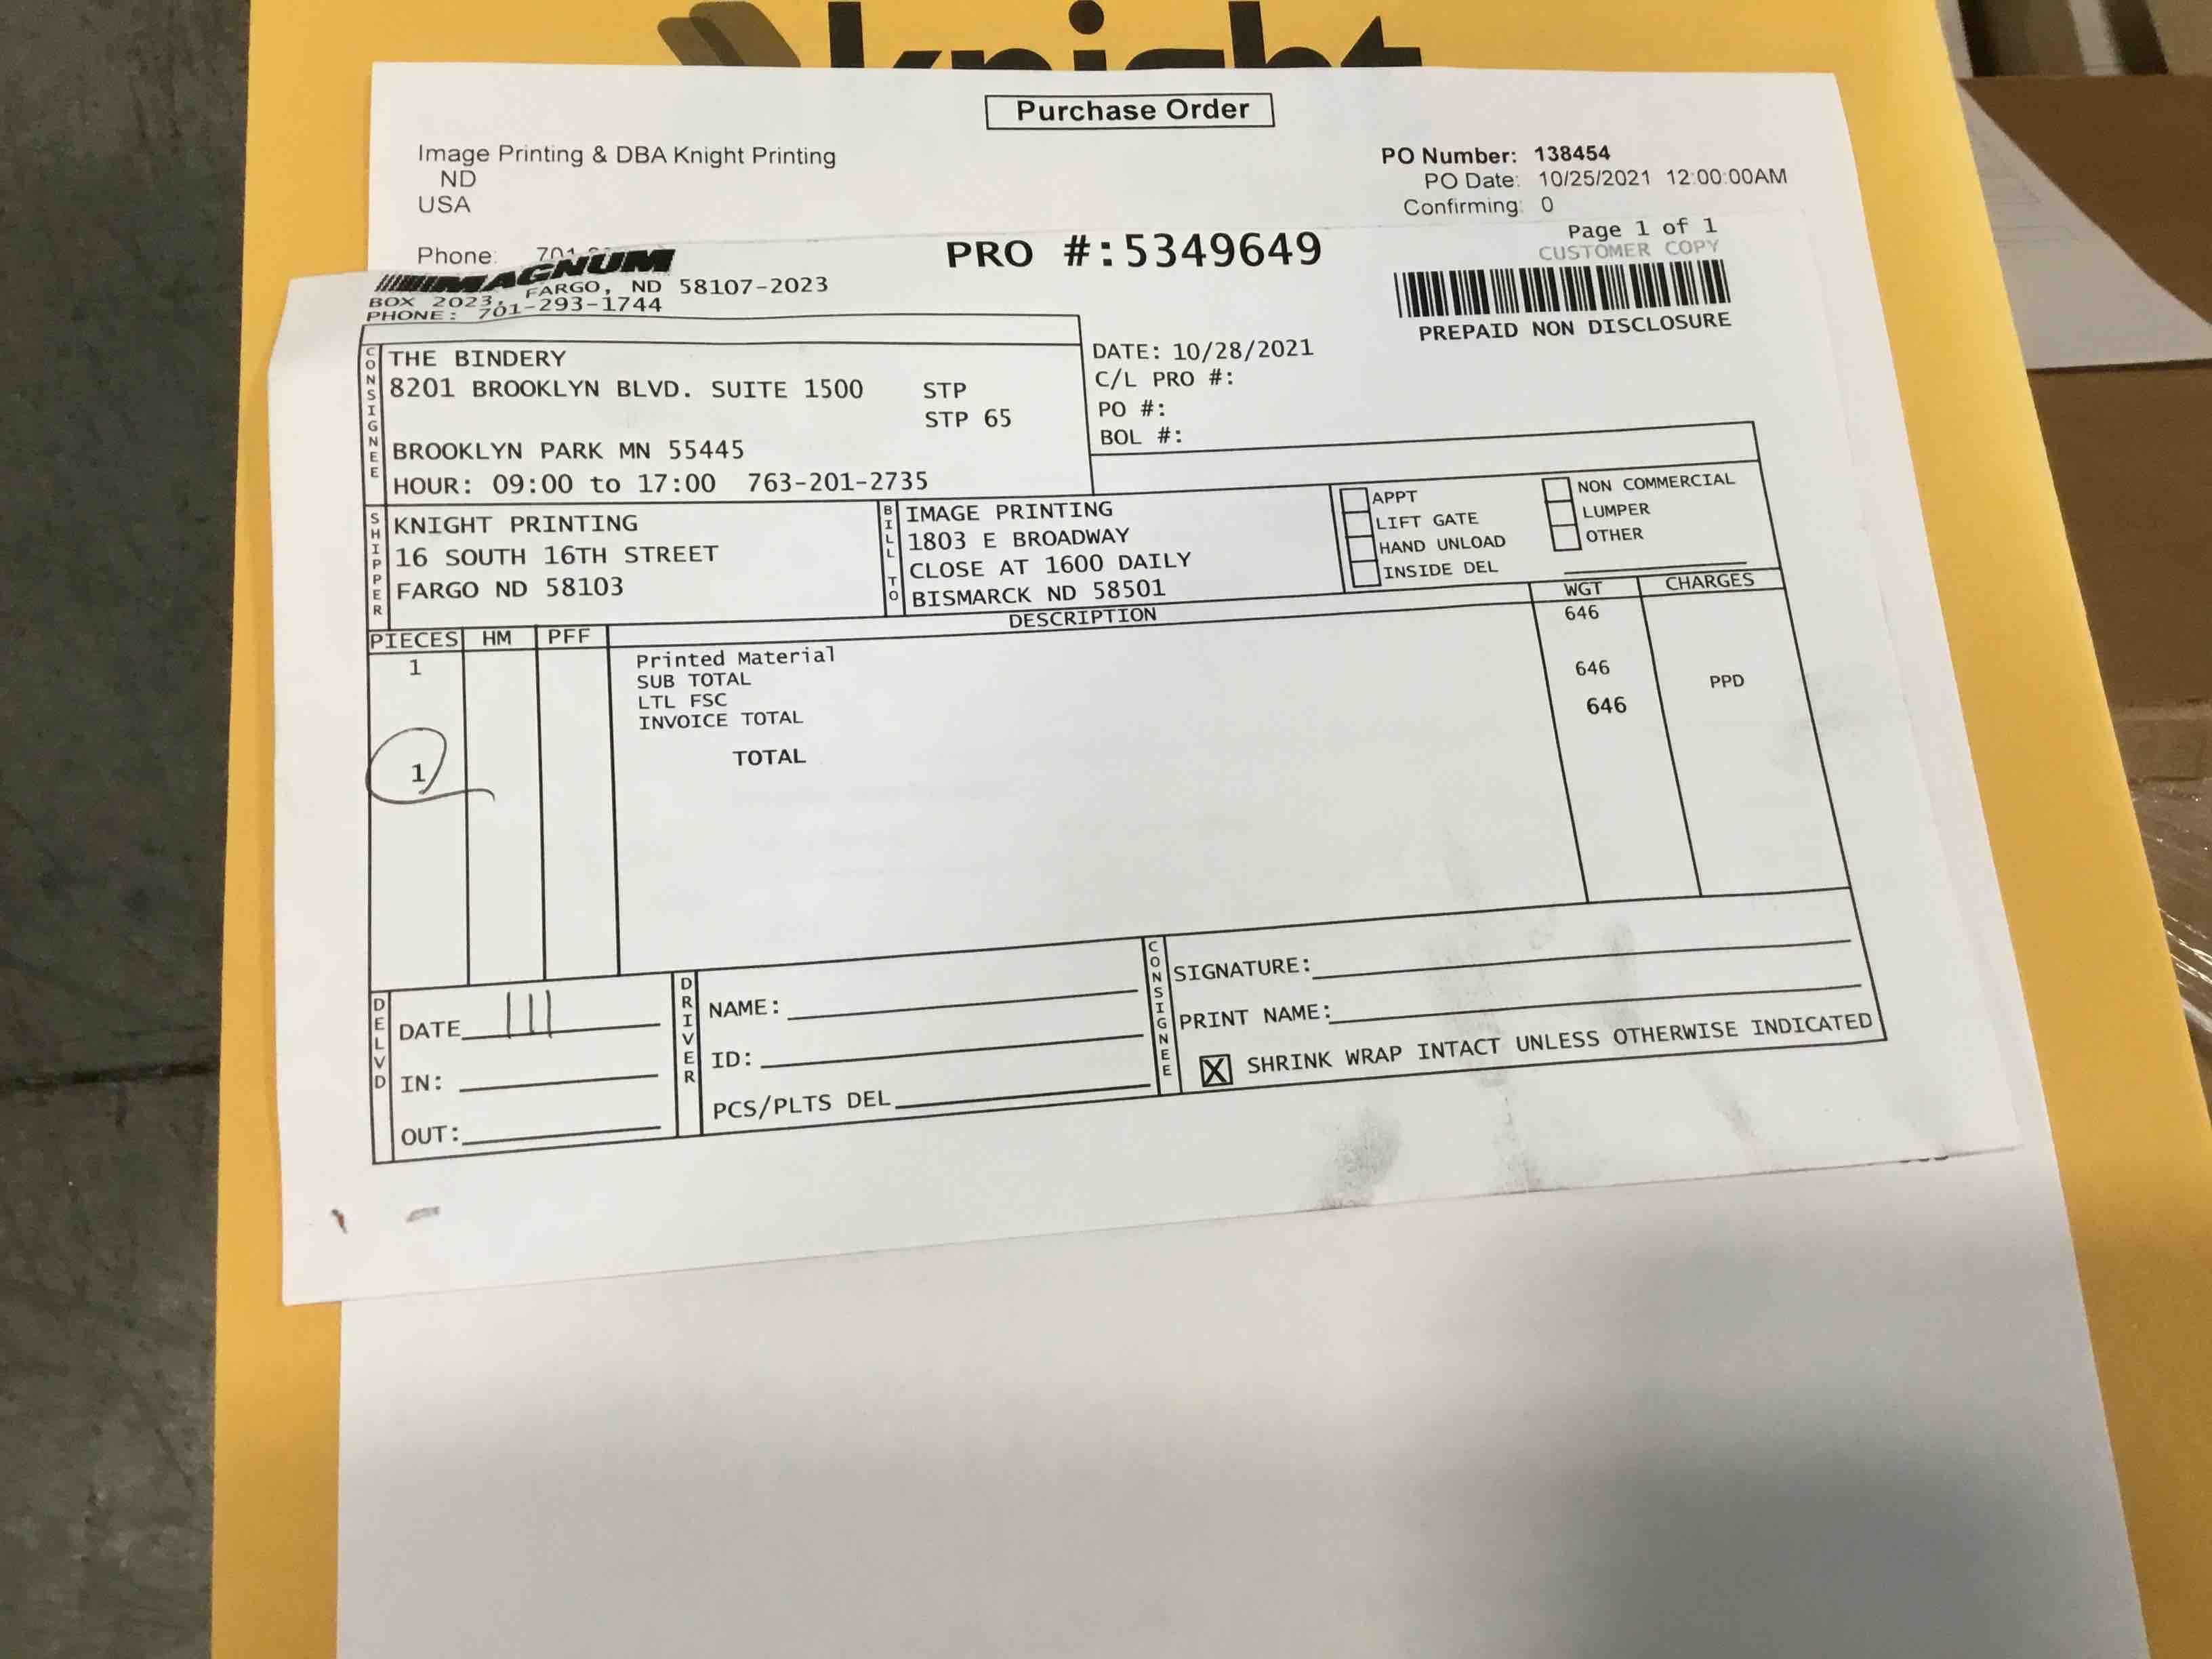 knight
Purchase Order
Image Printing & DBA Knight Printing
ND
USA
Phone:
PO Number: 138454
PO Date: 10/25/2021 12:00:00AM
Confirming: 0
Page 1 of 1
CUSTOMER COPY
MAGNUM
PRO #:5349649
BOX 2023, FARGO, ND 58107-2023
PHONE: 701-293-1744
PREPAID NON DISCLOSURE
CONSIGNEE
THE BINDERY
8201 BROOKLYN BLVD. SUITE 1500 STP
STP 65
BROOKLYN PARK MN 55445
HOUR: 09:00 to 17:00 763-201-2735
DATE: 10/28/2021
C/L PRO #:
PO #:
BOL #:
SHIPPER
KNIGHT PRINTING
16 SOUTH 16TH STREET
FARGO ND 58103
BILL TO
IMAGE PRINTING
1803 E BROADWAY
CLOSE AT 1600 DAILY
BISMARCK ND 58501
APPT
LIFT GATE
HAND UNLOAD
INSIDE DEL
NON COMMERCIAL
LUMPER
OTHER
PIECES HM PFF DESCRIPTION WGT CHARGES
1 Printed Material 646
SUB TOTAL 646
LTL FSC PPD
INVOICE TOTAL 646
1 TOTAL
DELVD
DATE
IN:
OUT:
DRIVER
NAME:
ID:
PCS/PLTS DEL
CONSIGNEE
SIGNATURE:
PRINT NAME:
X SHRINK WRAP INTACT UNLESS OTHERWISE INDICATED